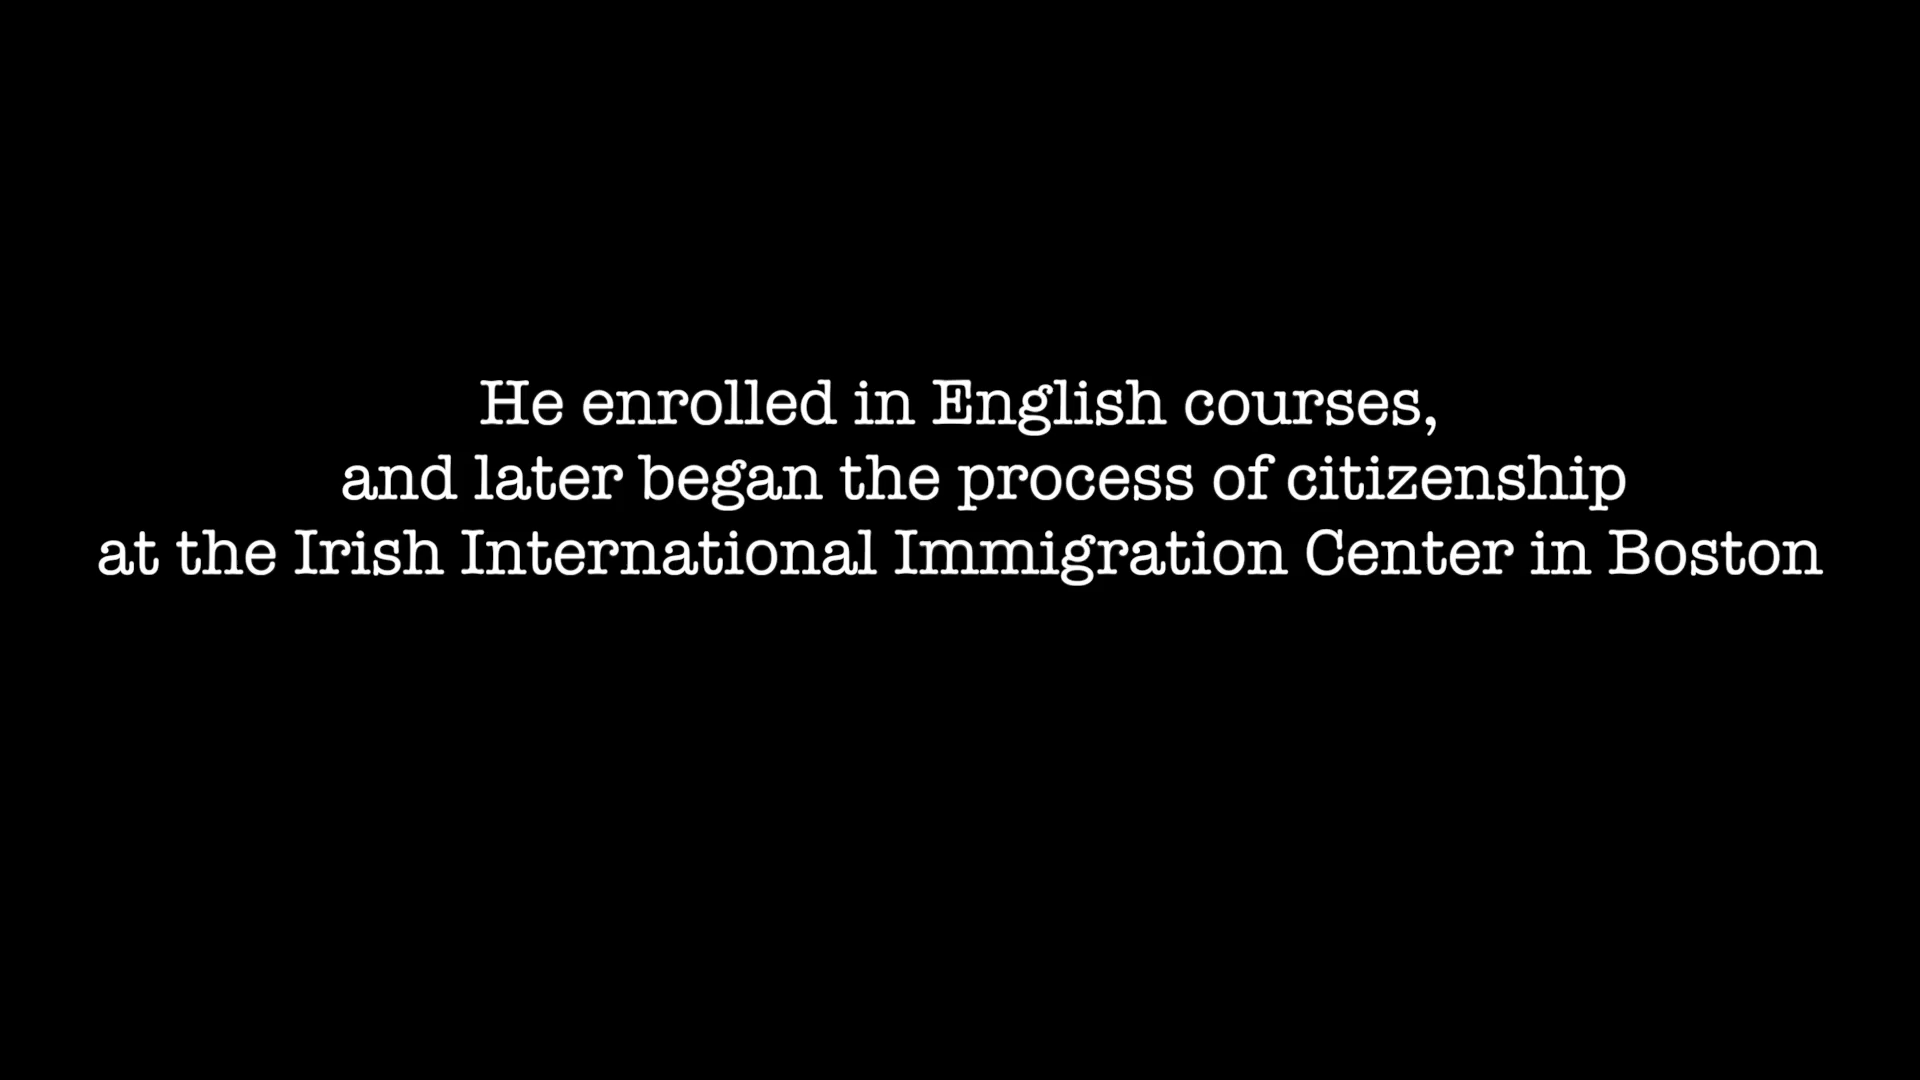 He enrolled in English courses,
and later began the process of citizenship
at the Irish International Immigration Center in Boston